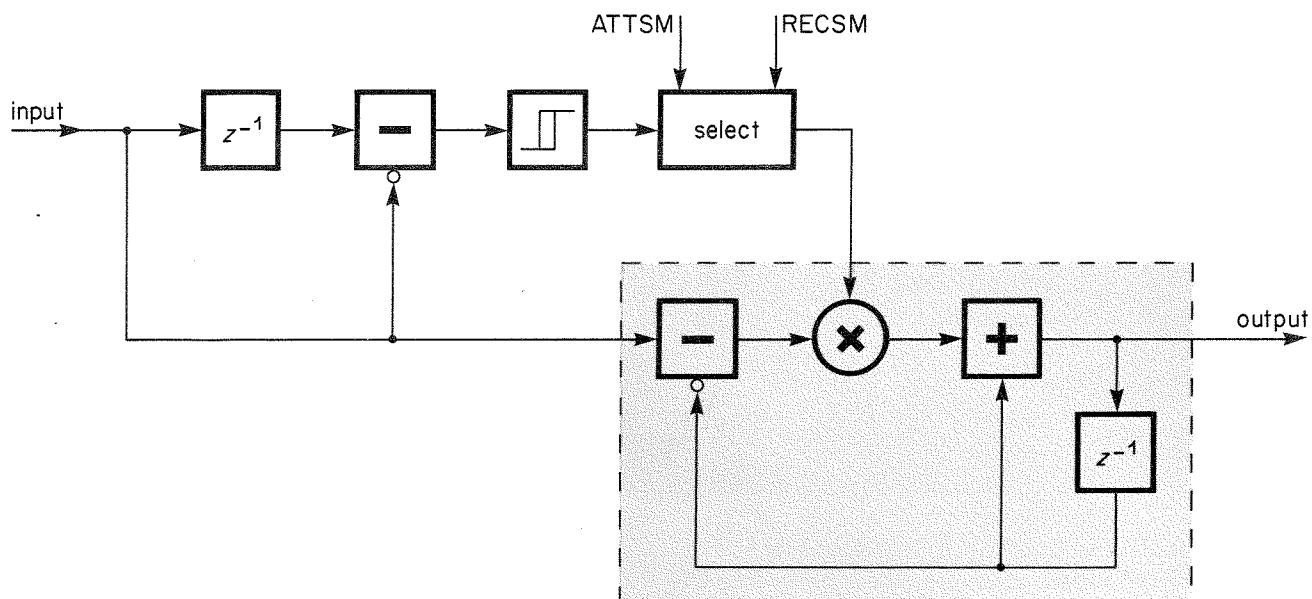 ATTSM
RECSM
input
z⁻¹
−
select
−
×
+
output
z⁻¹